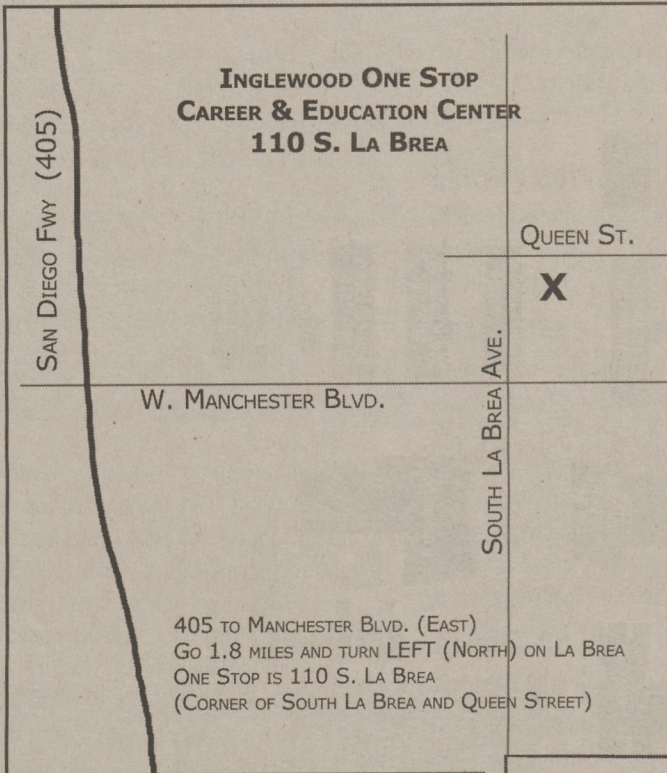 INGLEWOOD ONE STOP
CAREER & EDUCATION CENTER
110 S. LA BREA
SAN DIEGO FWY (405)
QUEEN ST.
X
W. MANCHESTER BLVD.
SOUTH LA BREA AVE.
405 TO MANCHESTER BLVD. (EAST)
GO 1.8 MILES AND TURN LEFT (NORTH) ON LA BREA
ONE STOP IS 110 S. LA BREA
(CORNER OF SOUTH LA BREA AND QUEEN STREET)